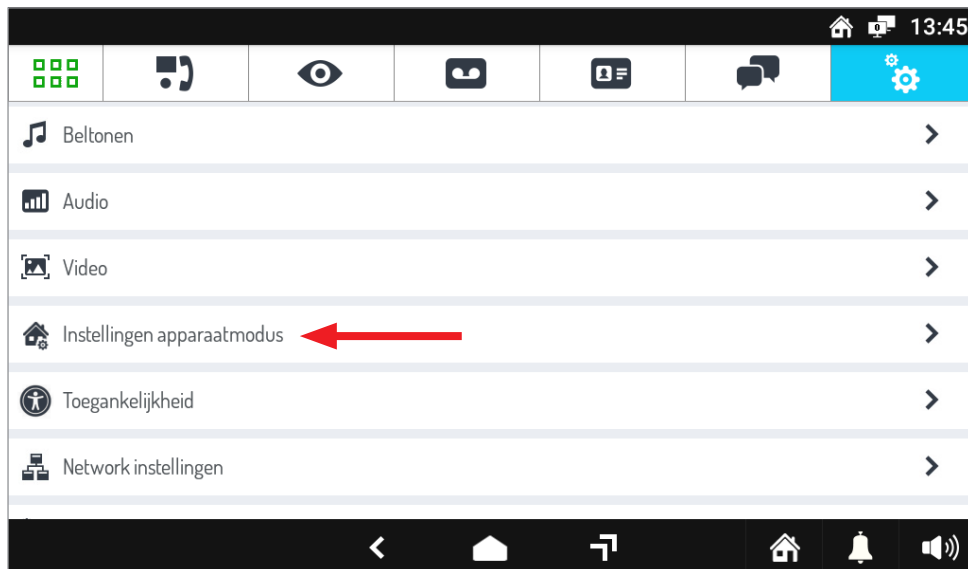 13:45
Beltonen
Audio
Video
Instellingen apparaatmodus
Toegankelijkheid
Network instellingen